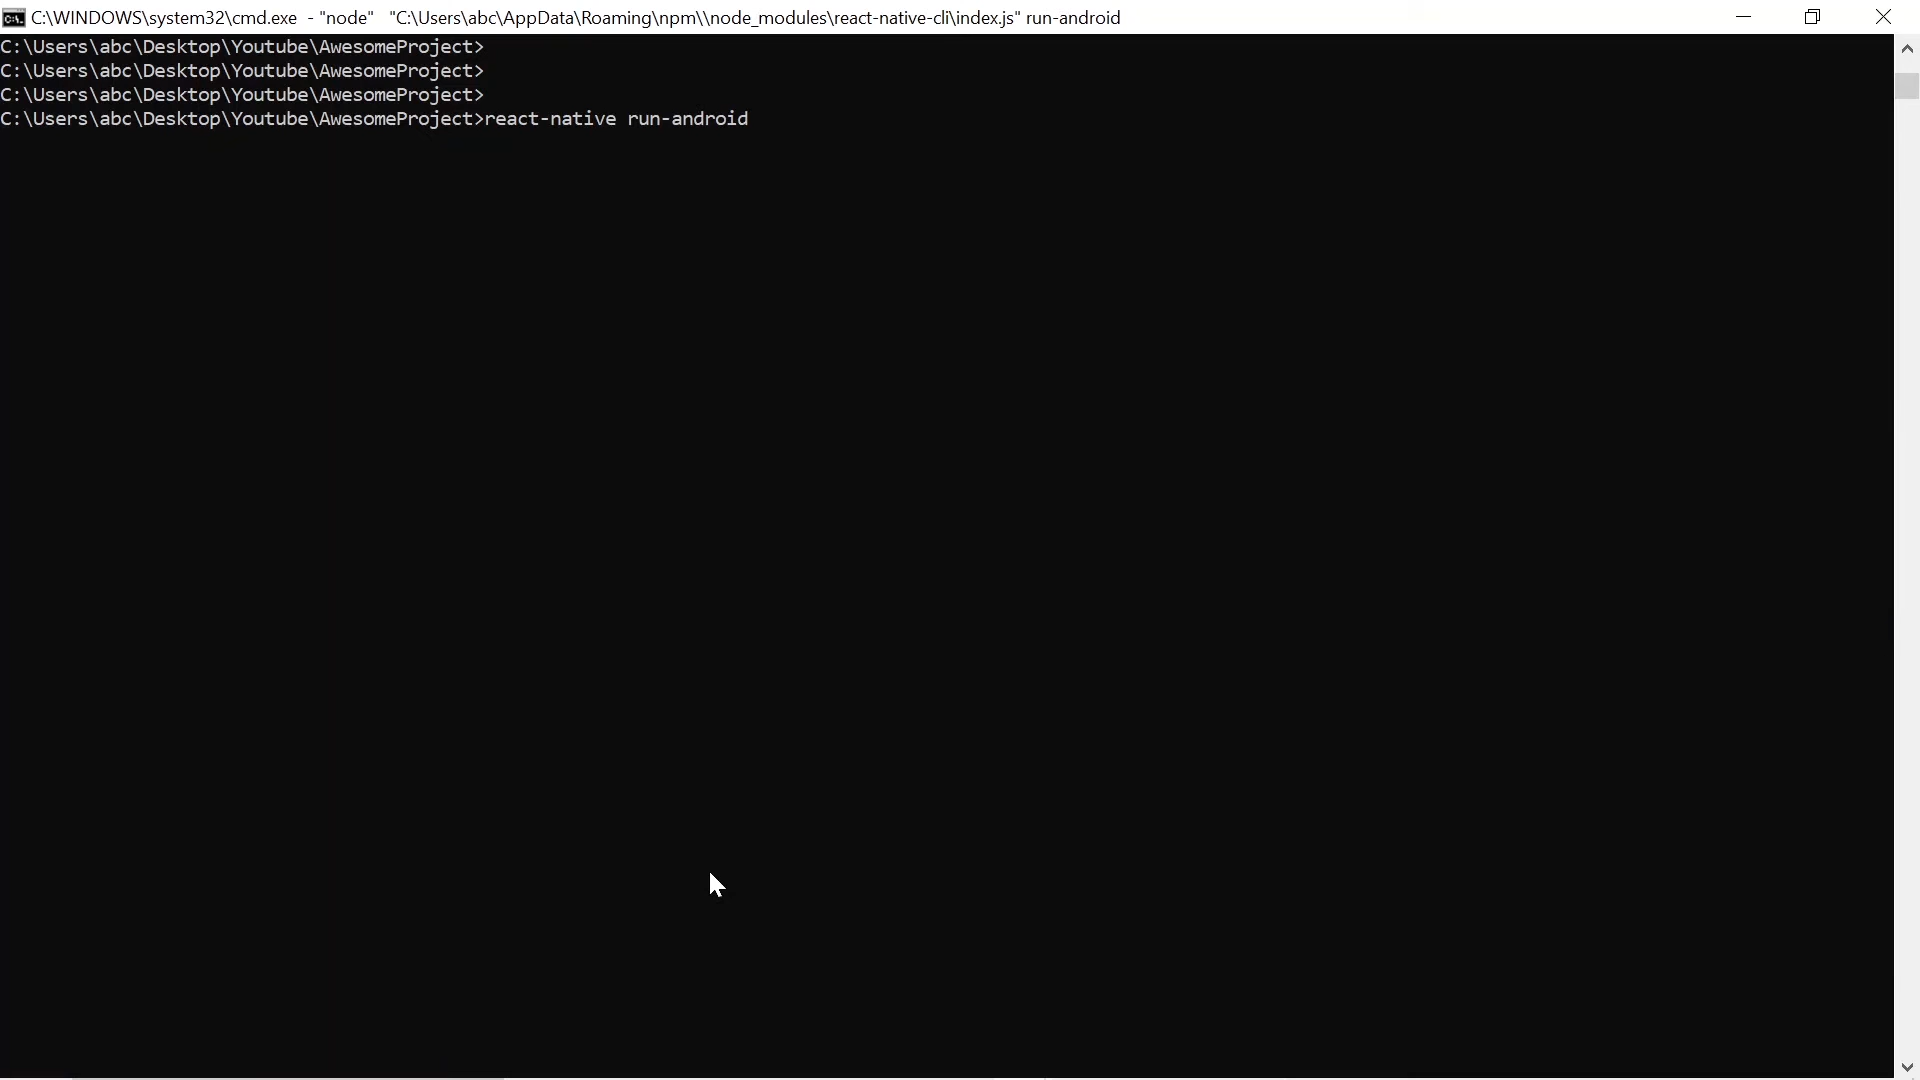 C:\WINDOWS\system32\cmd.exe - "node" "C:\Users\abc\AppData\Roaming\npm\\node_modules\react-native-cli\index.js" run-android
C:\Users\abc\Desktop\Youtube\AwesomeProject>
C:\Users\abc\Desktop\Youtube\AwesomeProject>
C:\Users\abc\Desktop\Youtube\AwesomeProject>
C:\Users\abc\Desktop\Youtube\AwesomeProject>react-native run-android